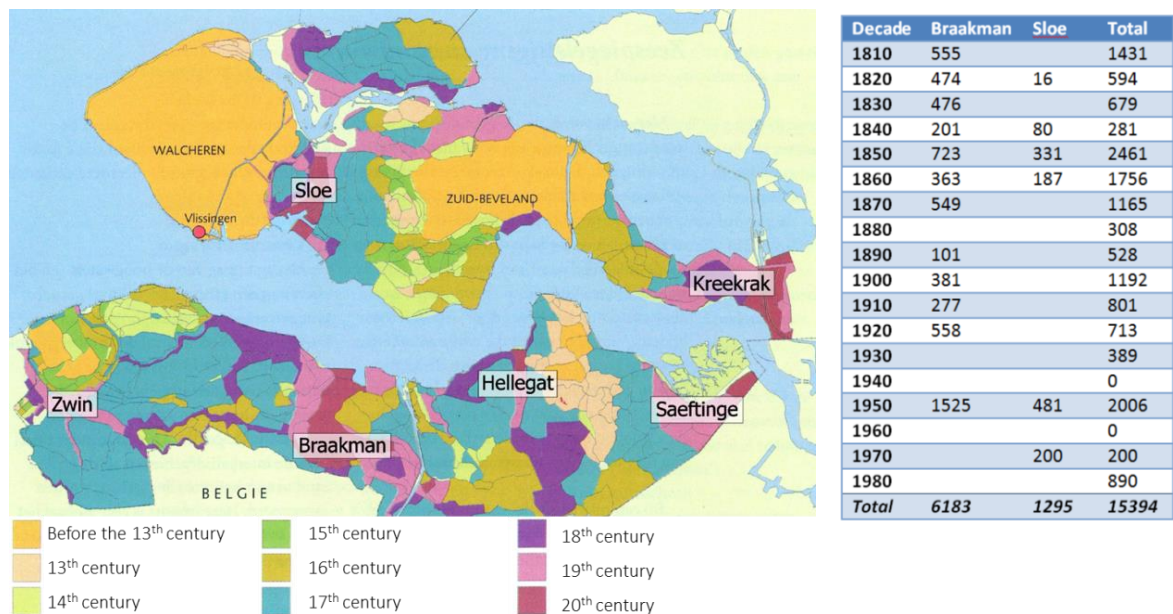 WALCHEREN
Sloe
Vlissingen
ZUID-BEVELAND
Kreekrak
Zwin
Hellegat
Saeftinge
Braakman
BELGIE
Before the 13th century
13th century
14th century
15th century
16th century
17th century
18th century
19th century
20th century
Decade Braakman Sloe Total
1810 555 1431
1820 474 16 594
1830 476 679
1840 201 80 281
1850 723 331 2461
1860 363 187 1756
1870 549 1165
1880 308
1890 101 528
1900 381 1192
1910 277 801
1920 558 713
1930 389
1940 0
1950 1525 481 2006
1960 0
1970 200 200
1980 890
Total 6183 1295 15394